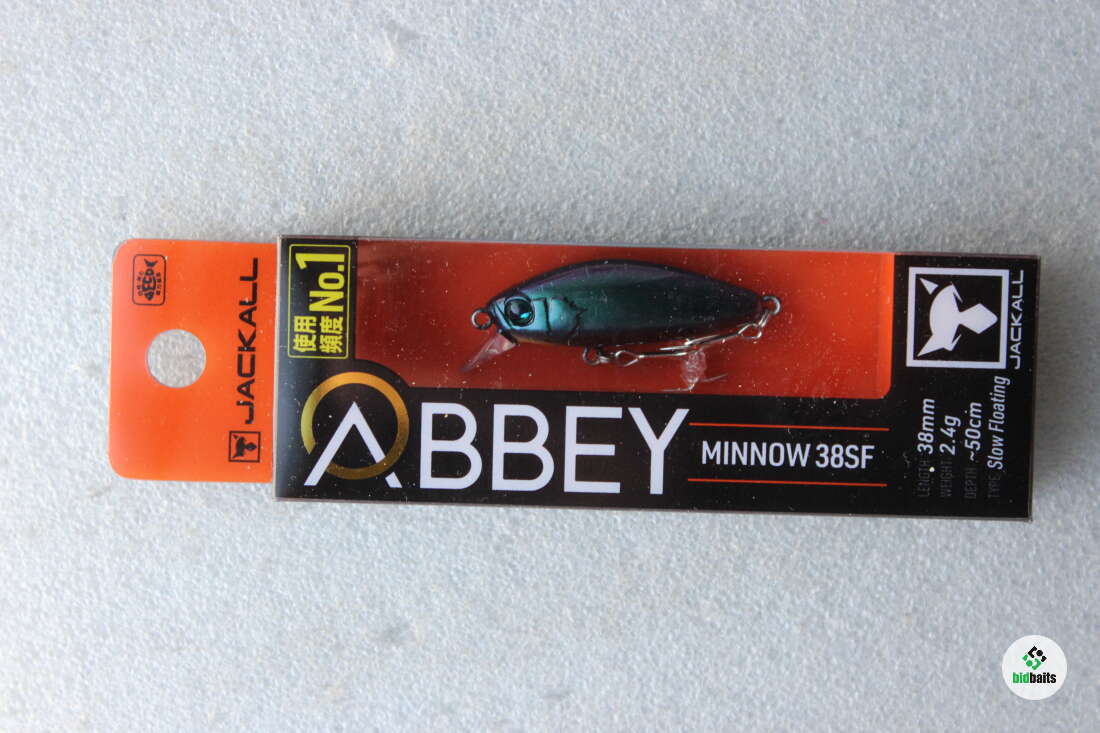 JACKALL
使用
頻度
No.1
ABBEY
MINNOW 38SF
JACKALL
LENGTH 38mm
WEIGHT 2.4g
DEPTH ~50cm
TYPE Slow Floating
bidbaits